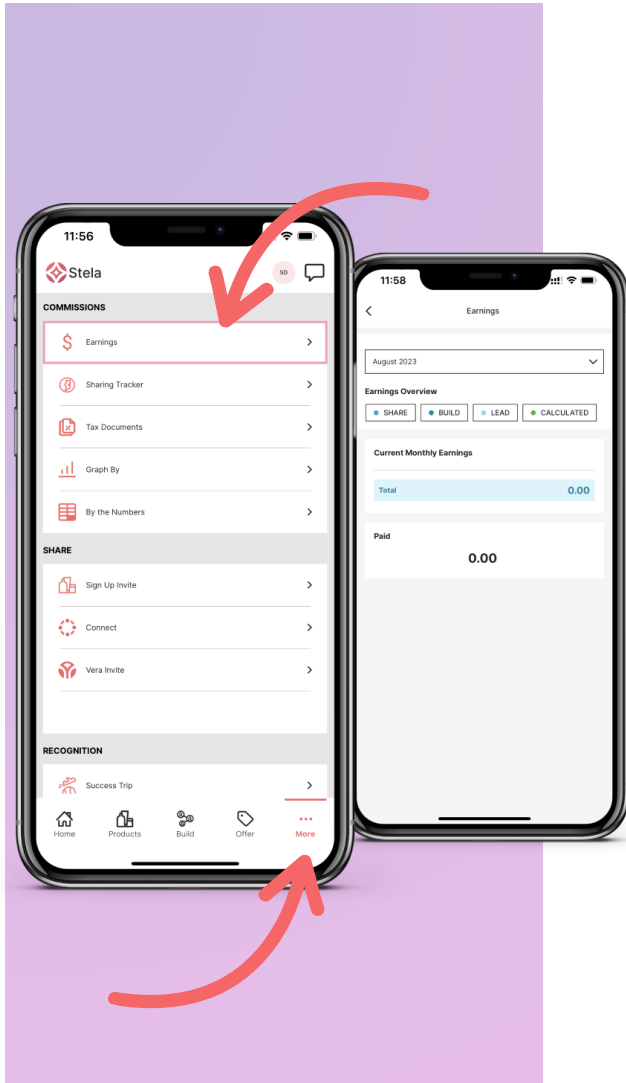 11:56
Stela
SD
COMMISSIONS
Earnings
Sharing Tracker
Tax Documents
Graph By
By the Numbers
SHARE
Sign Up Invite
Connect
Vera Invite
RECOGNITION
Success Trip
Home
Products
Build
Offer
More
11:58
Earnings
August 2023
Earnings Overview
SHARE
BUILD
LEAD
CALCULATED
Current Monthly Earnings
Total 0.00
Paid
0.00